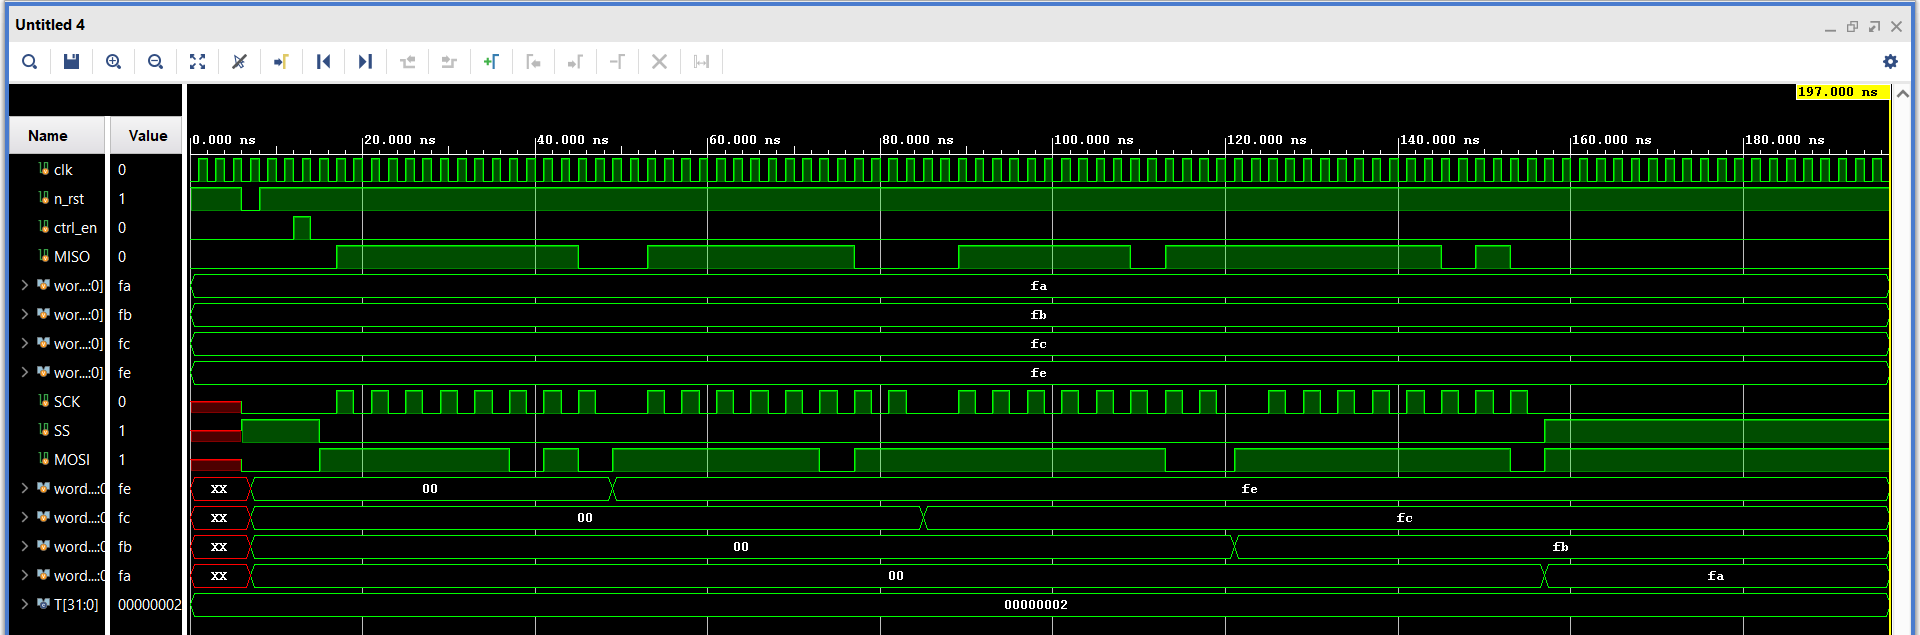 Untitled 4
197.000 ns
Name Value
0.000 ns 20.000 ns 40.000 ns 60.000 ns 80.000 ns 100.000 ns 120.000 ns 140.000 ns 160.000 ns 180.000 ns
clk 0
n_rst 1
ctrl_en 0
MISO 0
wor...:0] fa fa
wor...:0] fb fb
wor...:0] fc fc
wor...:0] fe fe
SCK 0
SS 1
MOSI 1
word...:0 fe XX 00 fe
word...:0 fc XX 00 fc
word...:0 fb XX 00 fb
word...:0 fa XX 00 fa
T[31:0] 00000002 00000002